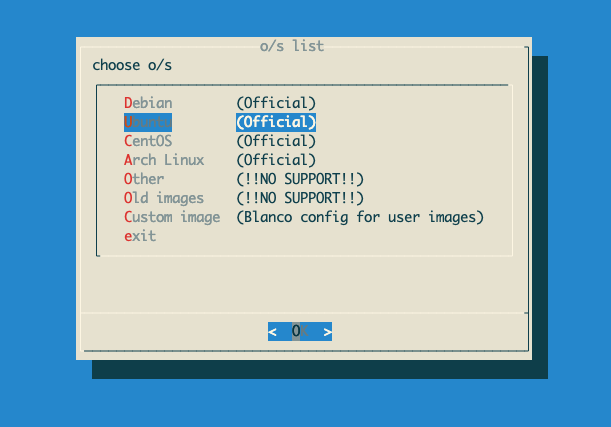 o/s list
choose o/s
Debian (Official)
Ubuntu (Official)
CentOS (Official)
Arch Linux (Official)
Other (!!NO SUPPORT!!)
Old images (!!NO SUPPORT!!)
Custom image (Blanco config for user images)
exit
< O >